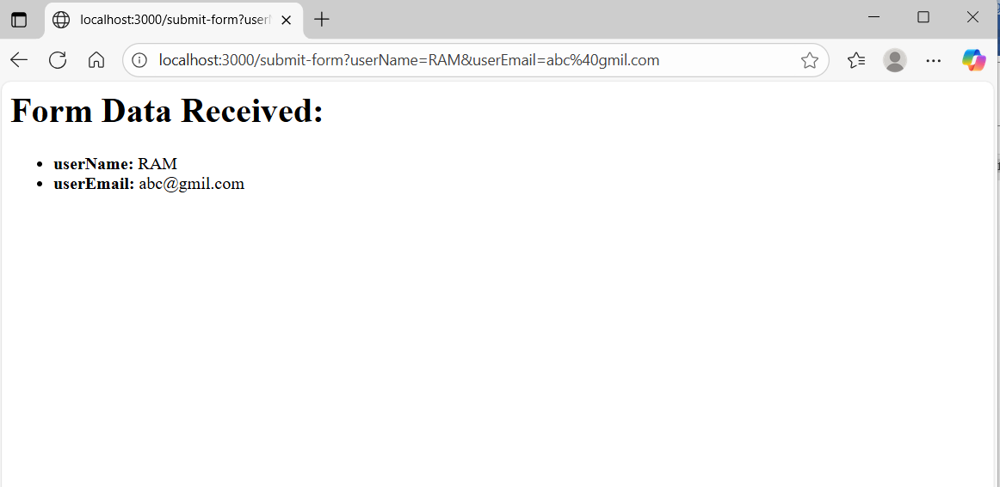 localhost:3000/submit-form?userN
localhost:3000/submit-form?userName=RAM&userEmail=abc%40gmil.com
Form Data Received:
userName: RAM
userEmail: abc@gmil.com